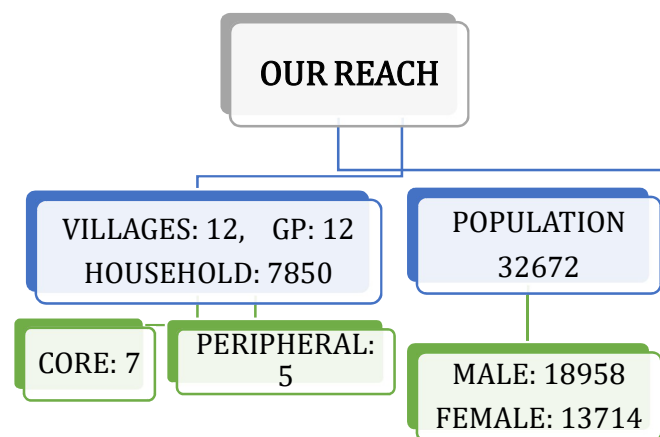 OUR REACH
VILLAGES: 12, GP: 12
HOUSEHOLD: 7850
POPULATION
32672
CORE: 7
PERIPHERAL:
5
MALE: 18958
FEMALE: 13714